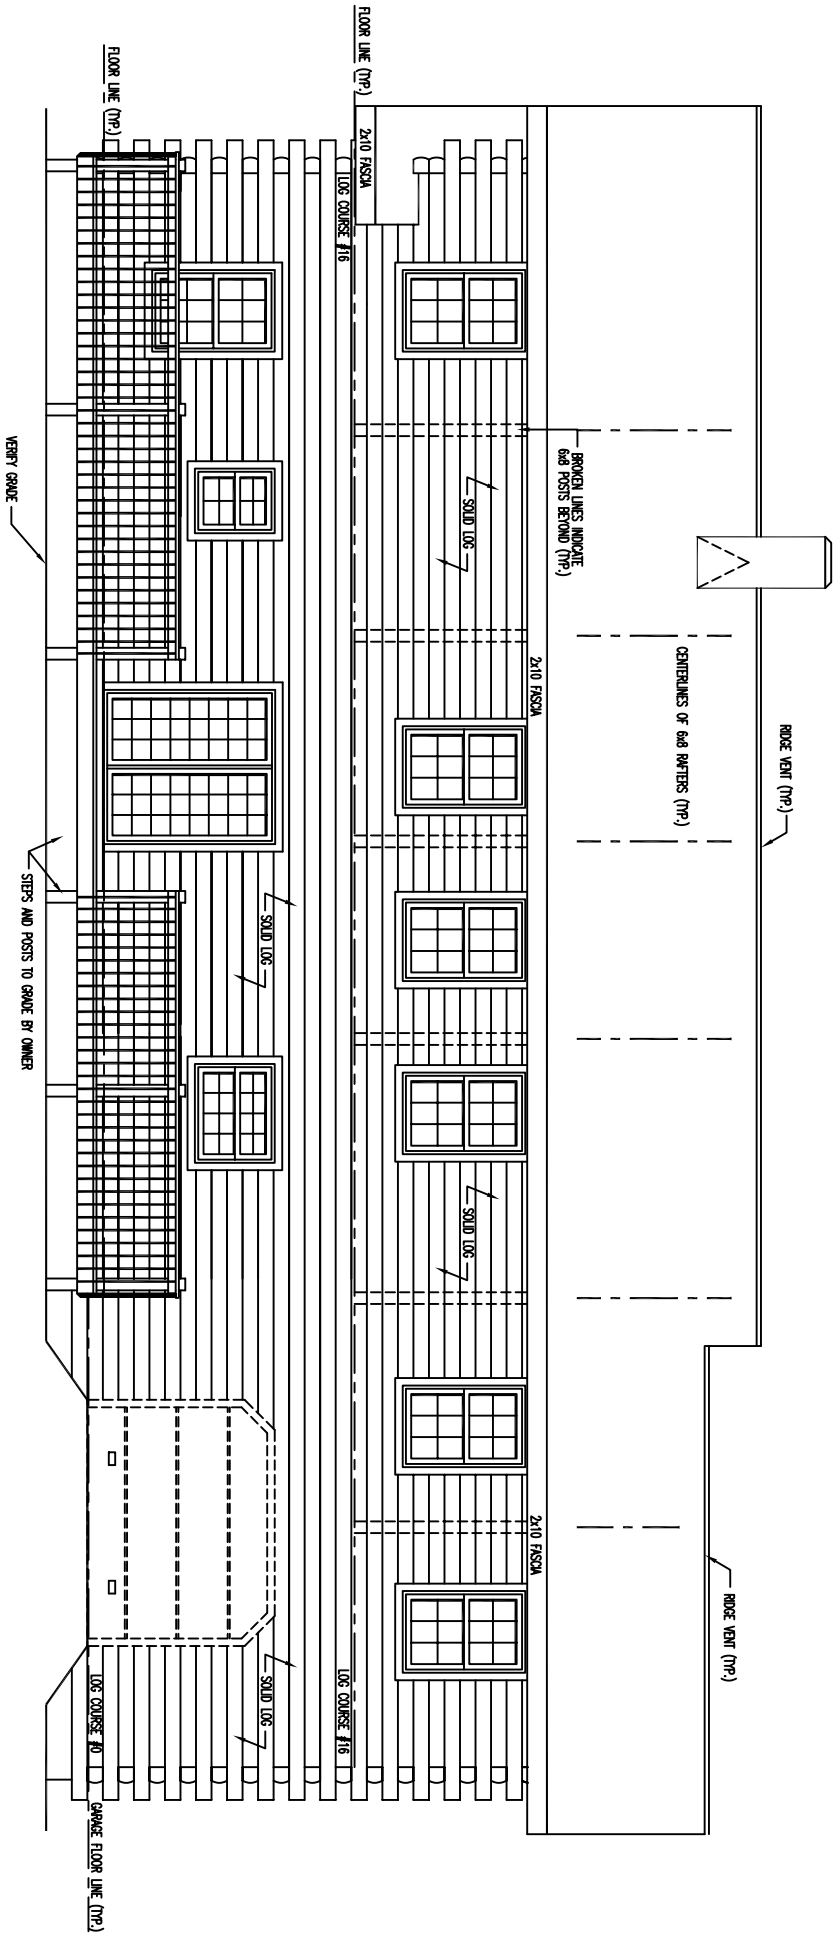 RIDGE VENT (TYP.)
RIDGE VENT (TYP.)
CENTERLINES OF 6x8 RAFTERS (TYP.)
BROKEN LINES INDICATE
6x8 POSTS BEYOND (TYP.)
2x10 FASCIA
2x10 FASCIA
SOLID LOG
SOLID LOG
FLOOR LINE (TYP.)
2x10 FASCIA
LOG COURSE #16
LOG COURSE #16
SOLID LOG
SOLID LOG
FLOOR LINE (TYP.)
LOG COURSE #0
GARAGE FLOOR LINE (TYP.)
STEPS AND POSTS TO GRADE BY OWNER
VERIFY GRADE